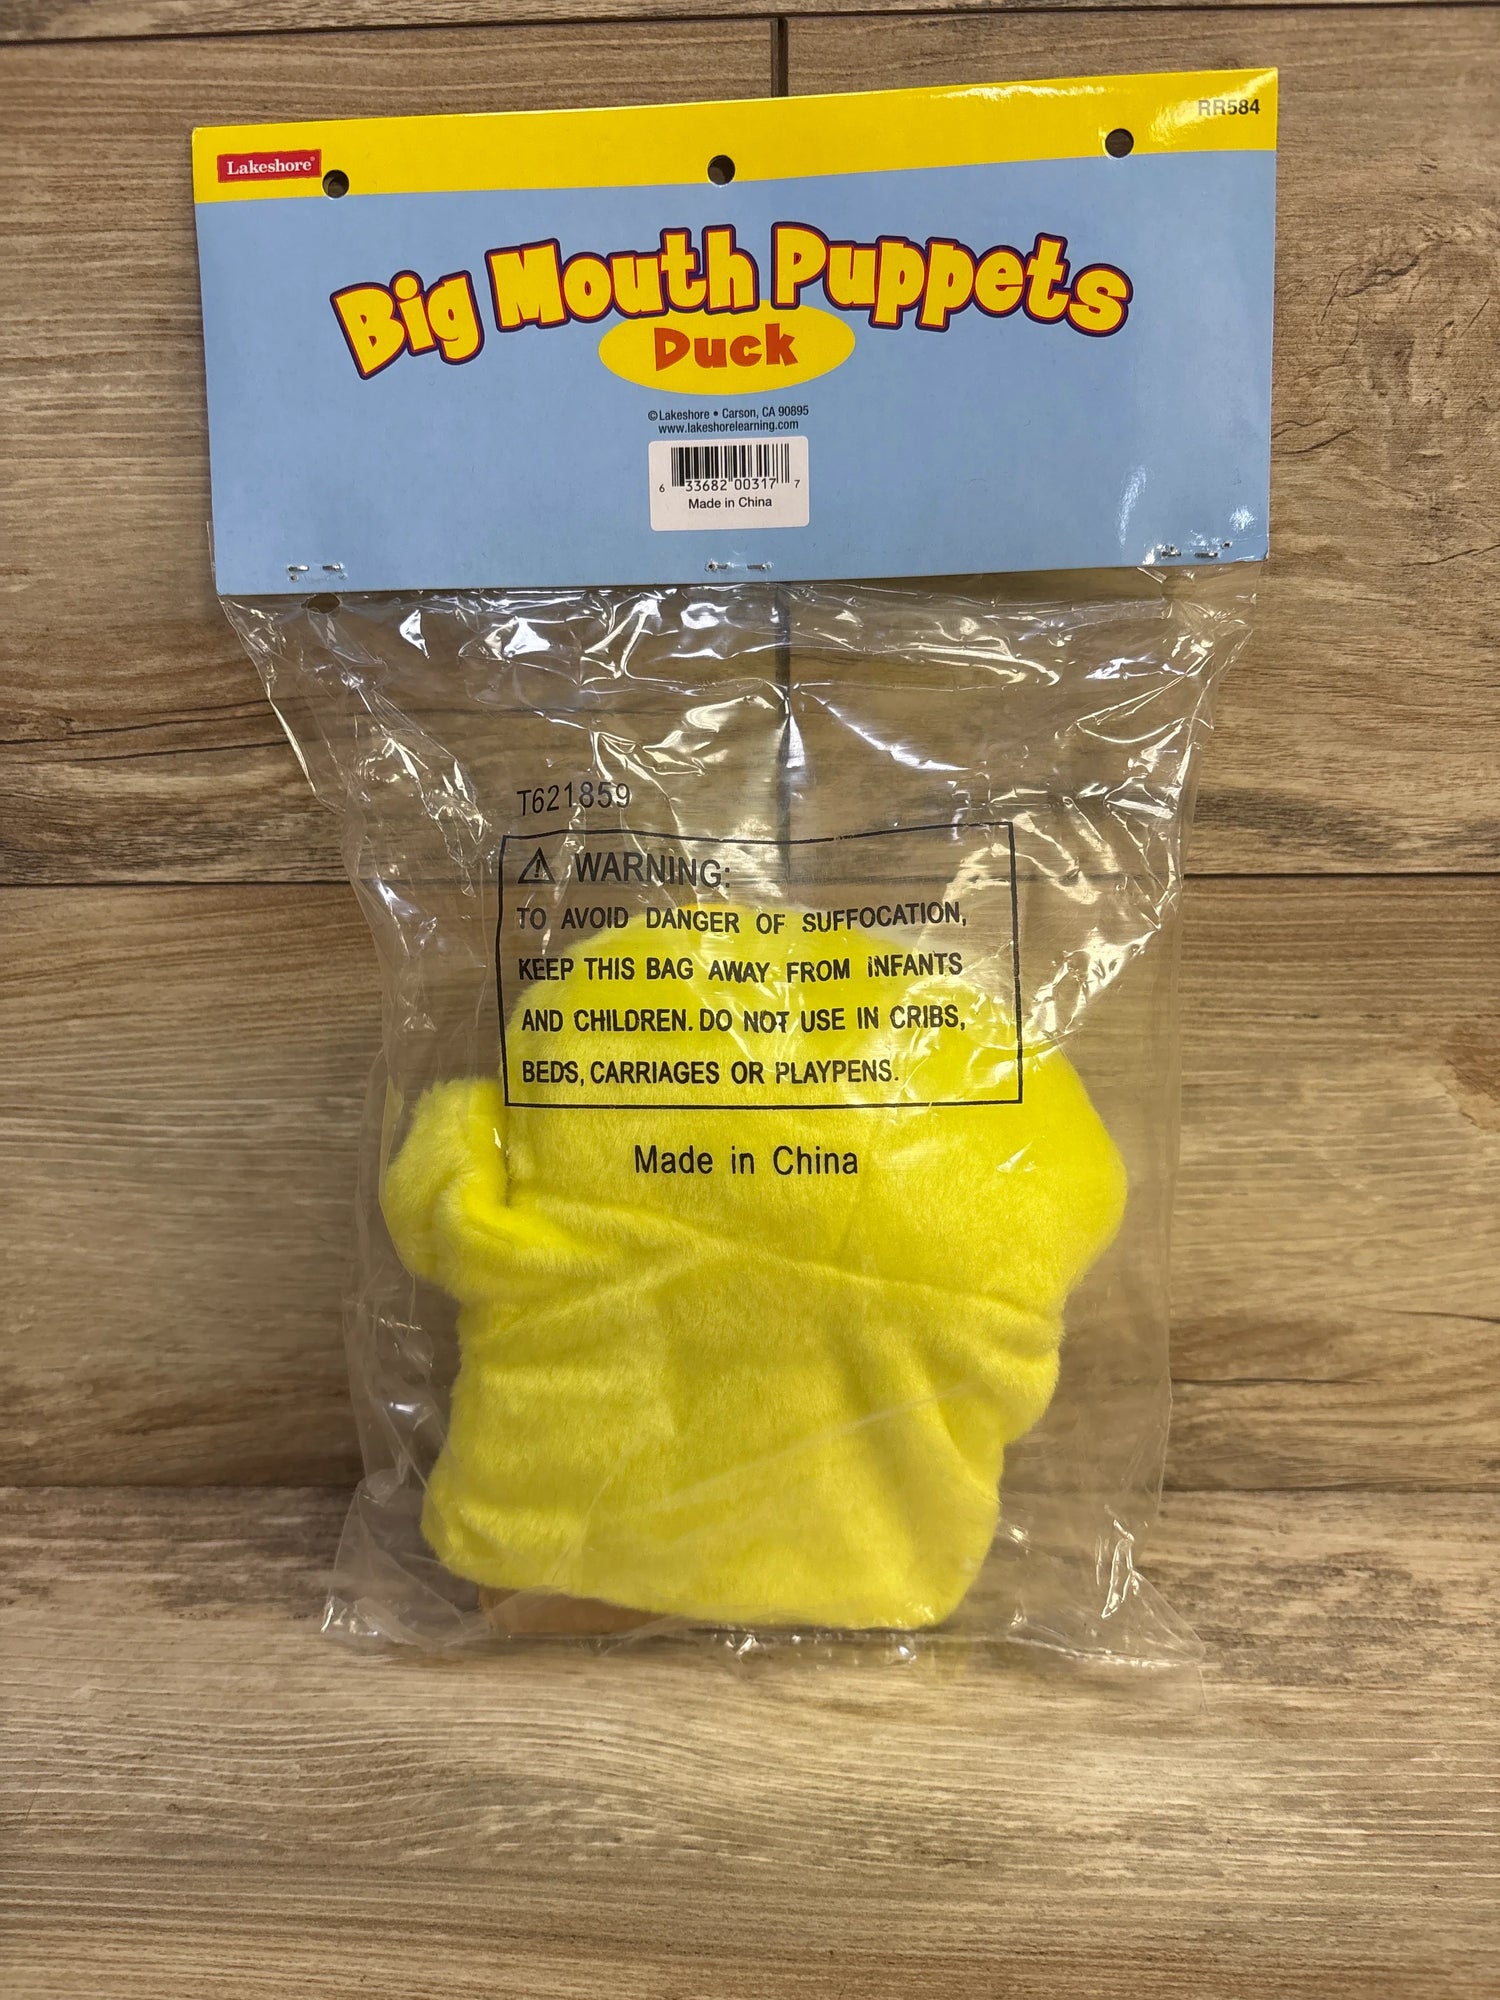 Lakeshore®
RR584
Big Mouth Puppets
Duck
© Lakeshore • Carson, CA 90895
www.lakeshorelearning.com
6 33682 00317 7
Made in China
T621859
⚠ WARNING:
TO AVOID DANGER OF SUFFOCATION,
KEEP THIS BAG AWAY FROM INFANTS
AND CHILDREN. DO NOT USE IN CRIBS,
BEDS, CARRIAGES OR PLAYPENS.
Made in China